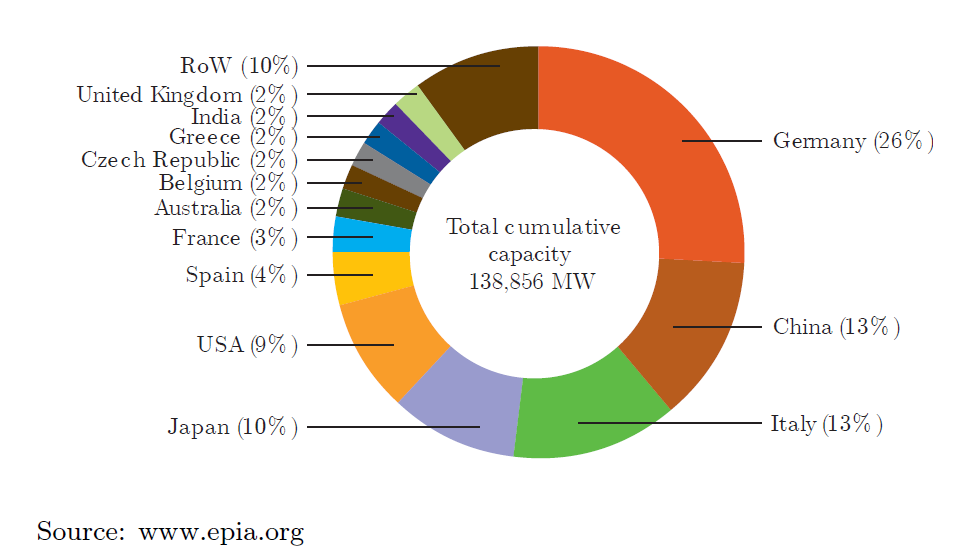 RoW (10%)
United Kingdom (2%)
India (2%)
Greece (2%)
Czech Republic (2%)
Belgium (2%)
Australia (2%)
France (3%)
Spain (4%)
USA (9%)
Japan (10%)
Total cumulative
capacity
138,856 MW
Germany (26%)
China (13%)
Italy (13%)
Source: www.epia.org